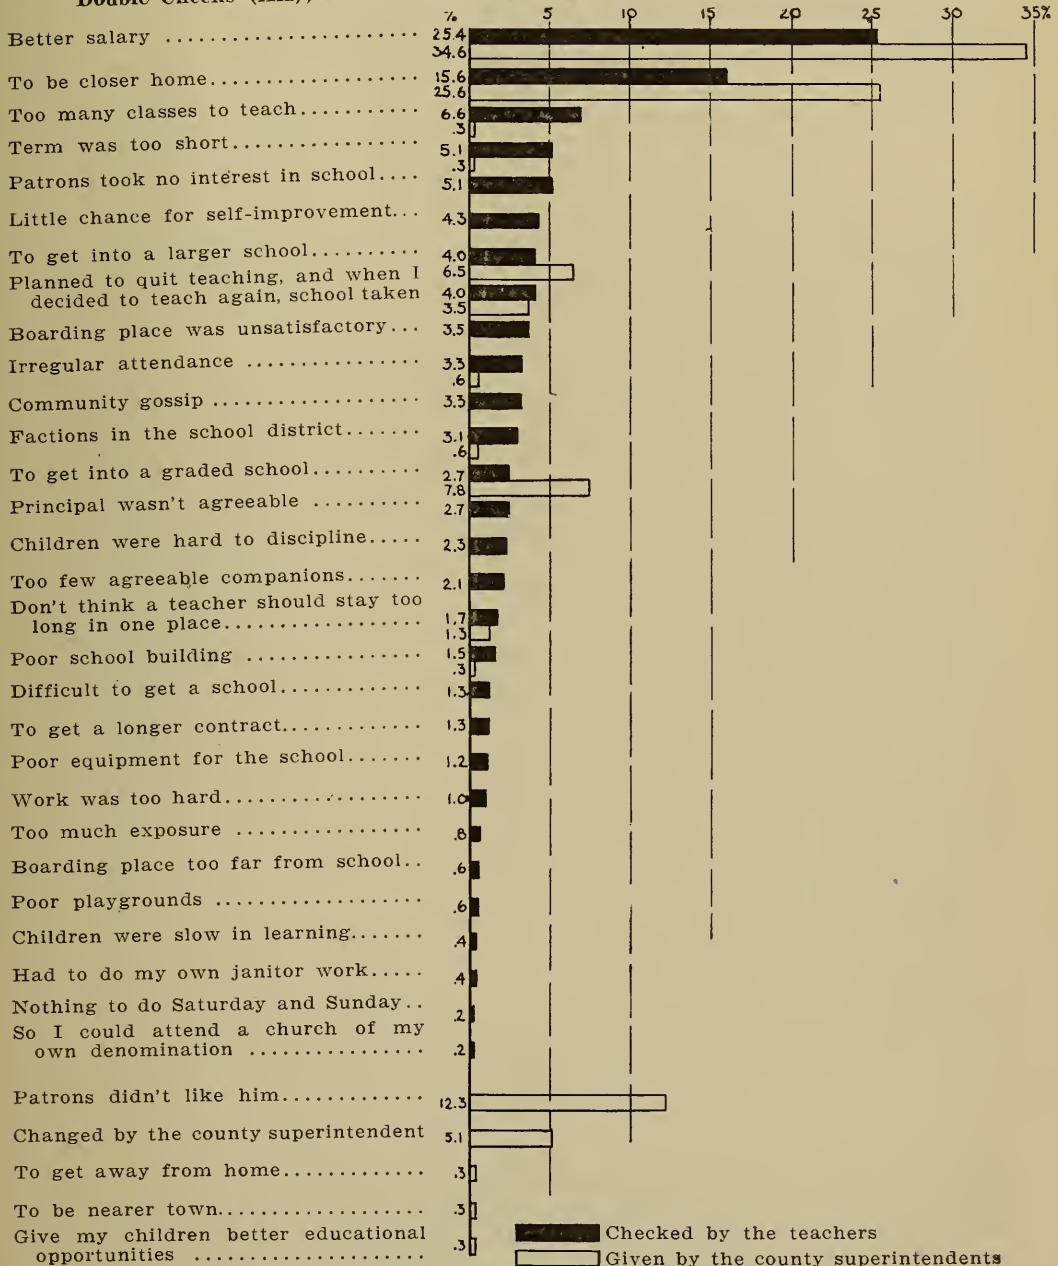 % 5 10 15 20 25 30 35%
Better salary ........................ 25.4
34.6
To be closer home.................. 15.6
25.6
Too many classes to teach........... 6.6
.3
Term was too short................. 5.1
.3
Patrons took no interest in school.... 5.1
Little chance for self-improvement... 4.3
To get into a larger school.......... 4.0
6.5
Planned to quit teaching, and when I
decided to teach again, school taken 4.0
3.5
Boarding place was unsatisfactory... 3.5
Irregular attendance ................ 3.3
.6
Community gossip ................... 3.3
Factions in the school district....... 3.1
.6
To get into a graded school.......... 2.7
7.8
Principal wasn't agreeable .......... 2.7
Children were hard to discipline..... 2.3
Too few agreeable companions....... 2.1
Don't think a teacher should stay too
long in one place.................. 1.7
1.3
Poor school building ................ 1.5
.3
Difficult to get a school............. 1.3
To get a longer contract............. 1.3
Poor equipment for the school....... 1.2
Work was too hard.................. 1.0
Too much exposure ................. .8
Boarding place too far from school.. .6
Poor playgrounds ................... .6
Children were slow in learning....... .4
Had to do my own janitor work..... .4
Nothing to do Saturday and Sunday.. .2
So I could attend a church of my
own denomination ................ .2
Patrons didn't like him............. 12.3
Changed by the county superintendent 5.1
To get away from home............. .3
To be nearer town................... .3
Give my children better educational
opportunities .................... .3
Checked by the teachers
Given by the county superintendents